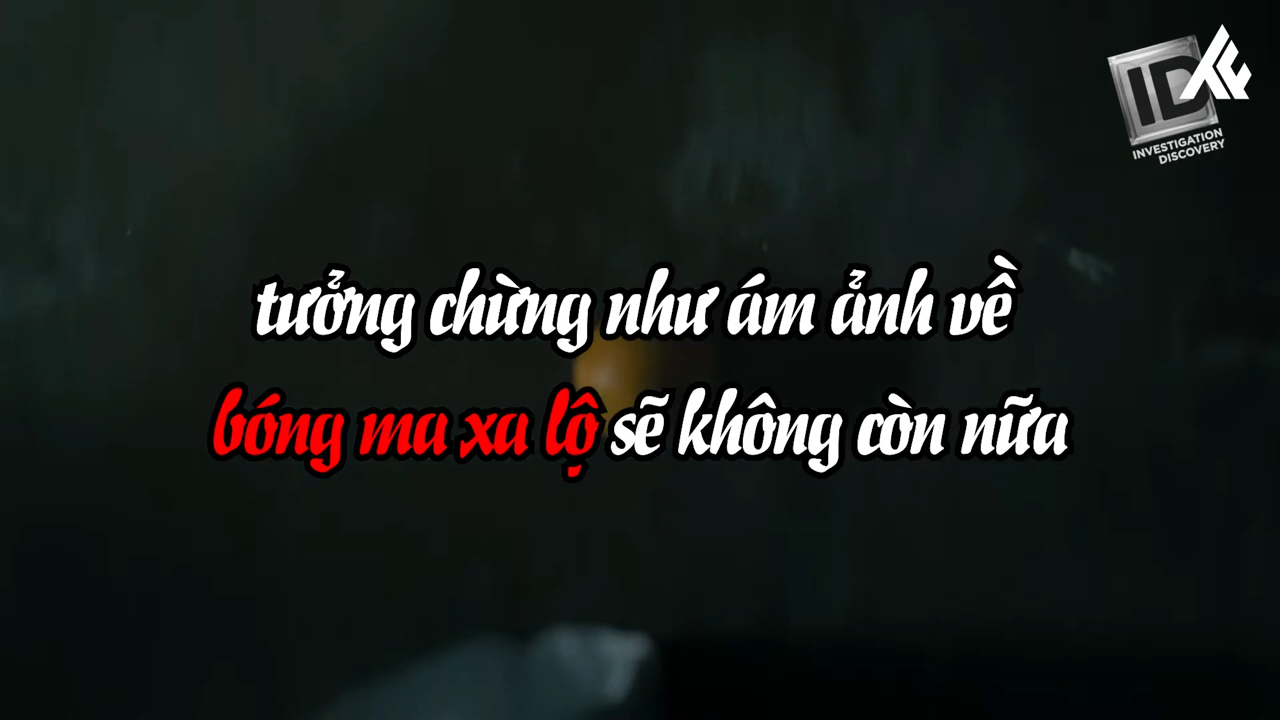 ID
INVESTIGATION
DISCOVERY
tưởng chừng như ám ảnh về
bóng ma xa lộ sẽ không còn nữa